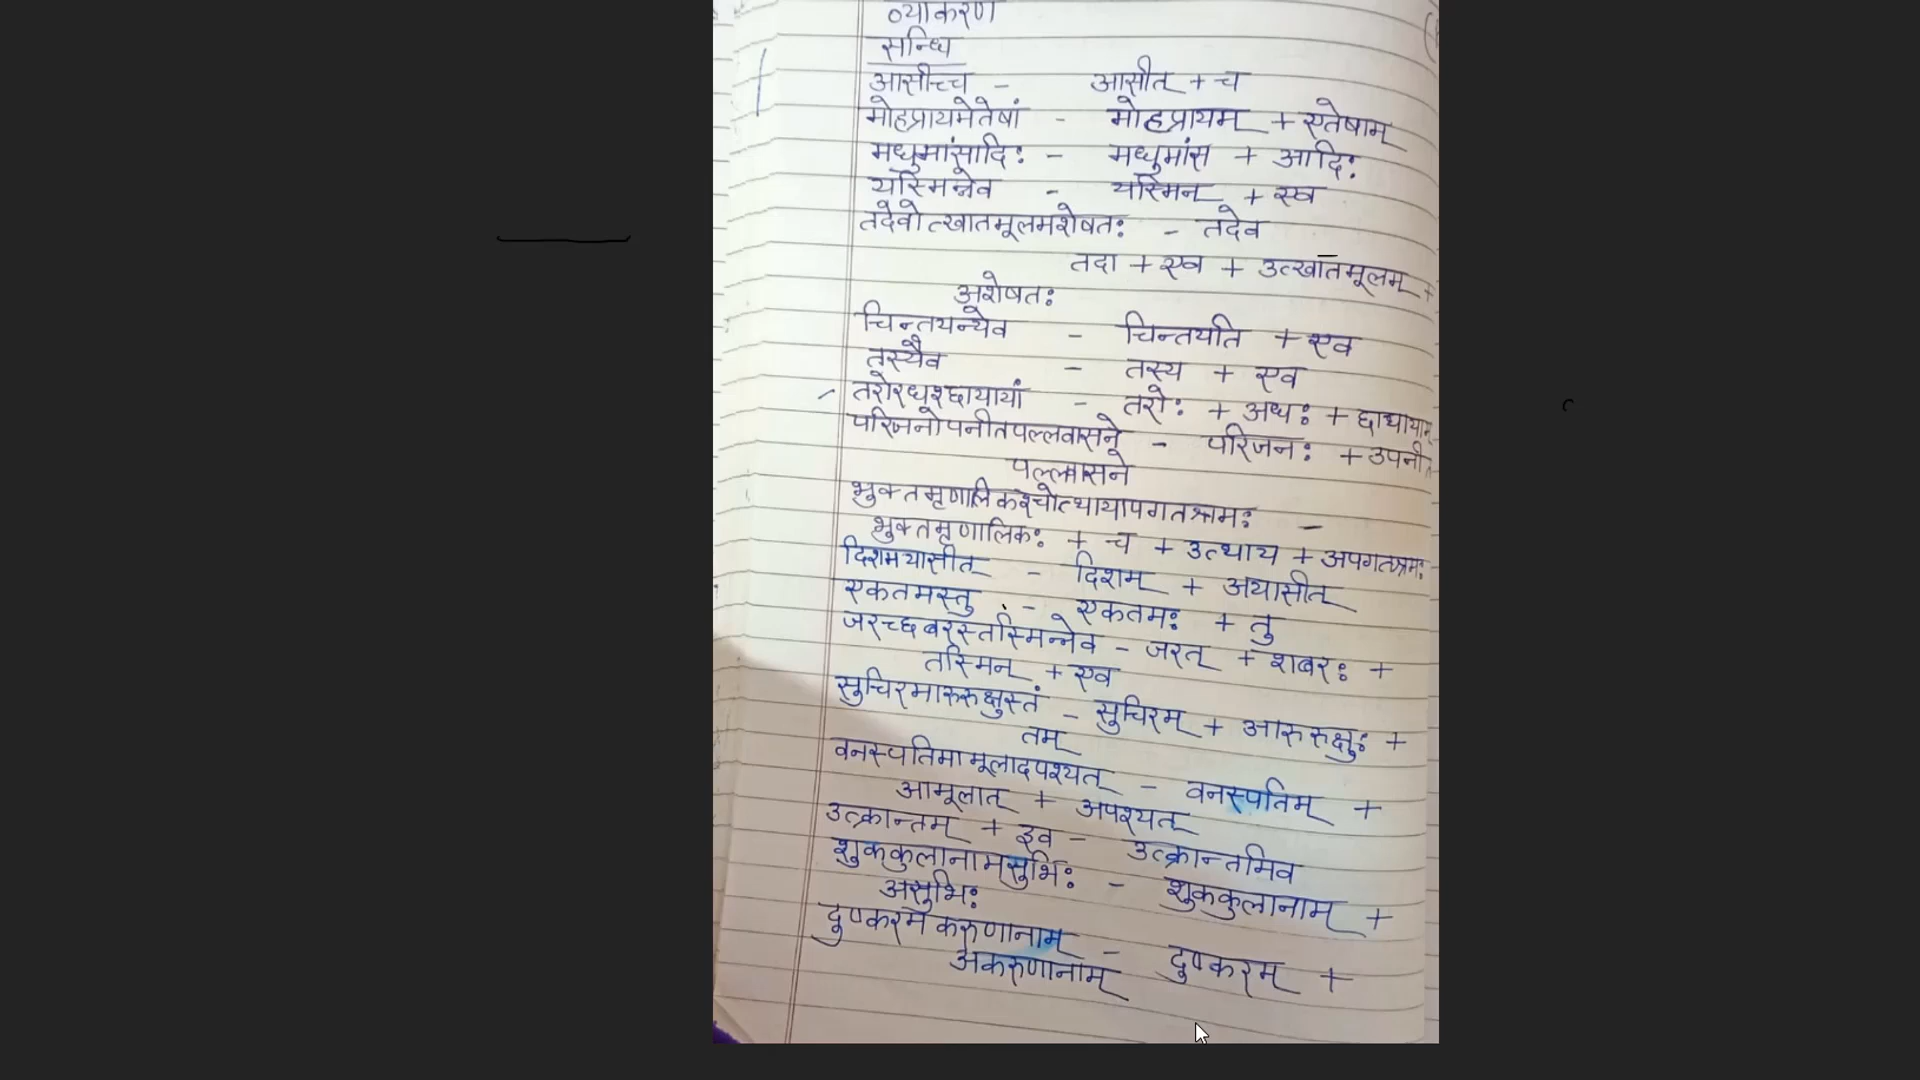 व्याकरण
सन्धि
आसीच्च - आसीत् + च
मोहप्रायमेतेषां - मोहप्रायम् + एतेषाम्
मधुमांसादिः - मधुमांस + आदिः
यस्मिन्नेव - यस्मिन् + एव
तदेवोत्खातमूलमशेषतः - तदेव
तदा + एव + उत्खातमूलम् +
अशेषतः
चिन्तयन्येव - चिन्तयति + एव
तस्यैव - तस्य + एव
तरोरधश्छायायां - तरोः + अधः + छायायाम्
परिजनोपनीतपल्लवासने - परिजनः + उपनी
पल्लवासने
भुक्तमृणालिकश्चोत्थायापगतश्रमः -
भुक्तमृणालिकः + च + उत्थाय + अपगतश्रमः
दिशमयासीत् - दिशम् + अयासीत्
एकतमस्तु - एकतमः + तु
जरच्छबरस्तस्मिन्नेव - जरत् + शबरः +
तस्मिन् + एव
सुचिरमारुरुक्षुस्तं - सुचिरम् + आरुरुक्षुः +
तम्
वनस्पतिमामूलादपश्यत् - वनस्पतिम् +
आमूलात् + अपश्यत्
उत्क्रान्तम् + इव - उत्क्रान्तमिव
शुककुलानामसुभिः - शुककुलानाम् +
असुभिः
दुष्करमकरुणानाम् - दुष्करम् +
अकरुणानाम्